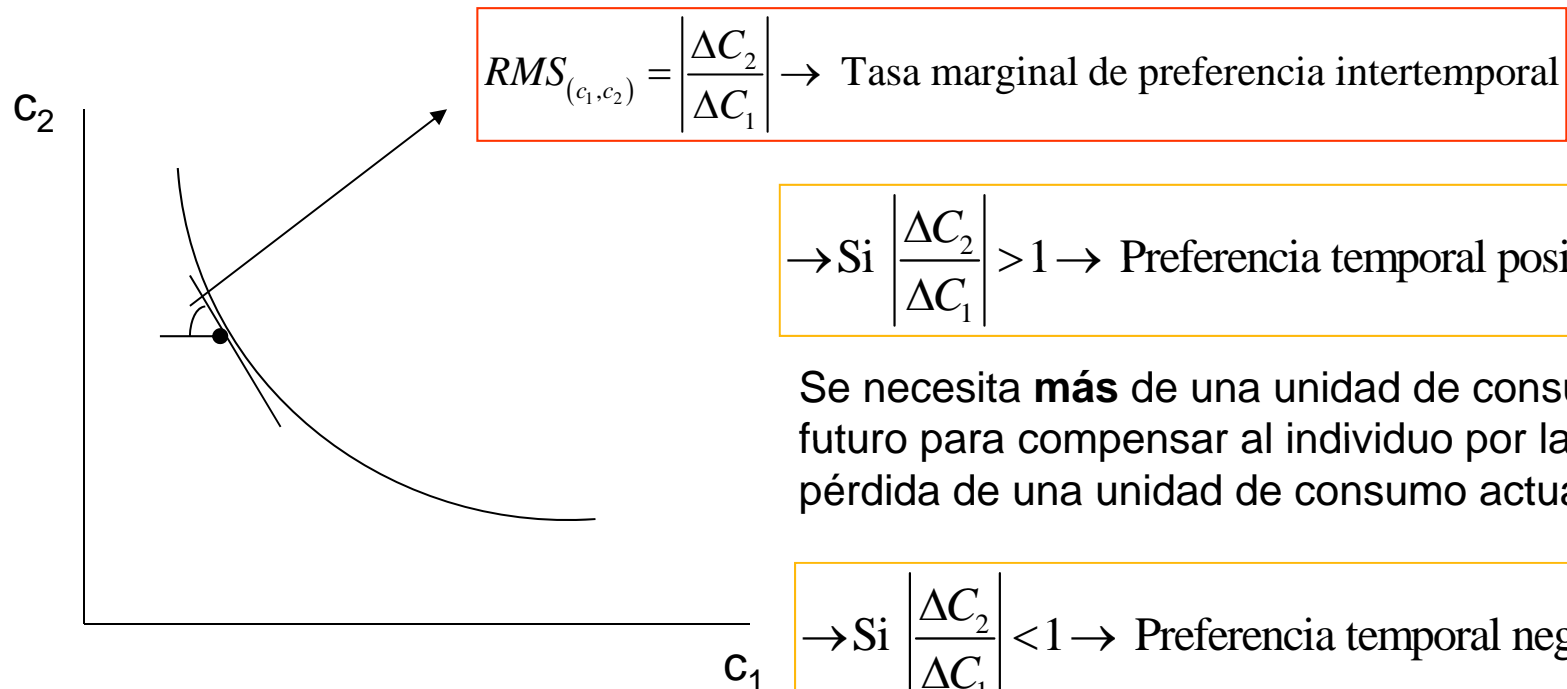 RMS(c₁,c₂) = |ΔC₂/ΔC₁| → Tasa marginal de preferencia intertemporal
c₂
→ Si |ΔC₂/ΔC₁| > 1 → Preferencia temporal posi
Se necesita más de una unidad de consu
futuro para compensar al individuo por la
pérdida de una unidad de consumo actua
→ Si |ΔC₂/ΔC₁| < 1 → Preferencia temporal neg
c₁